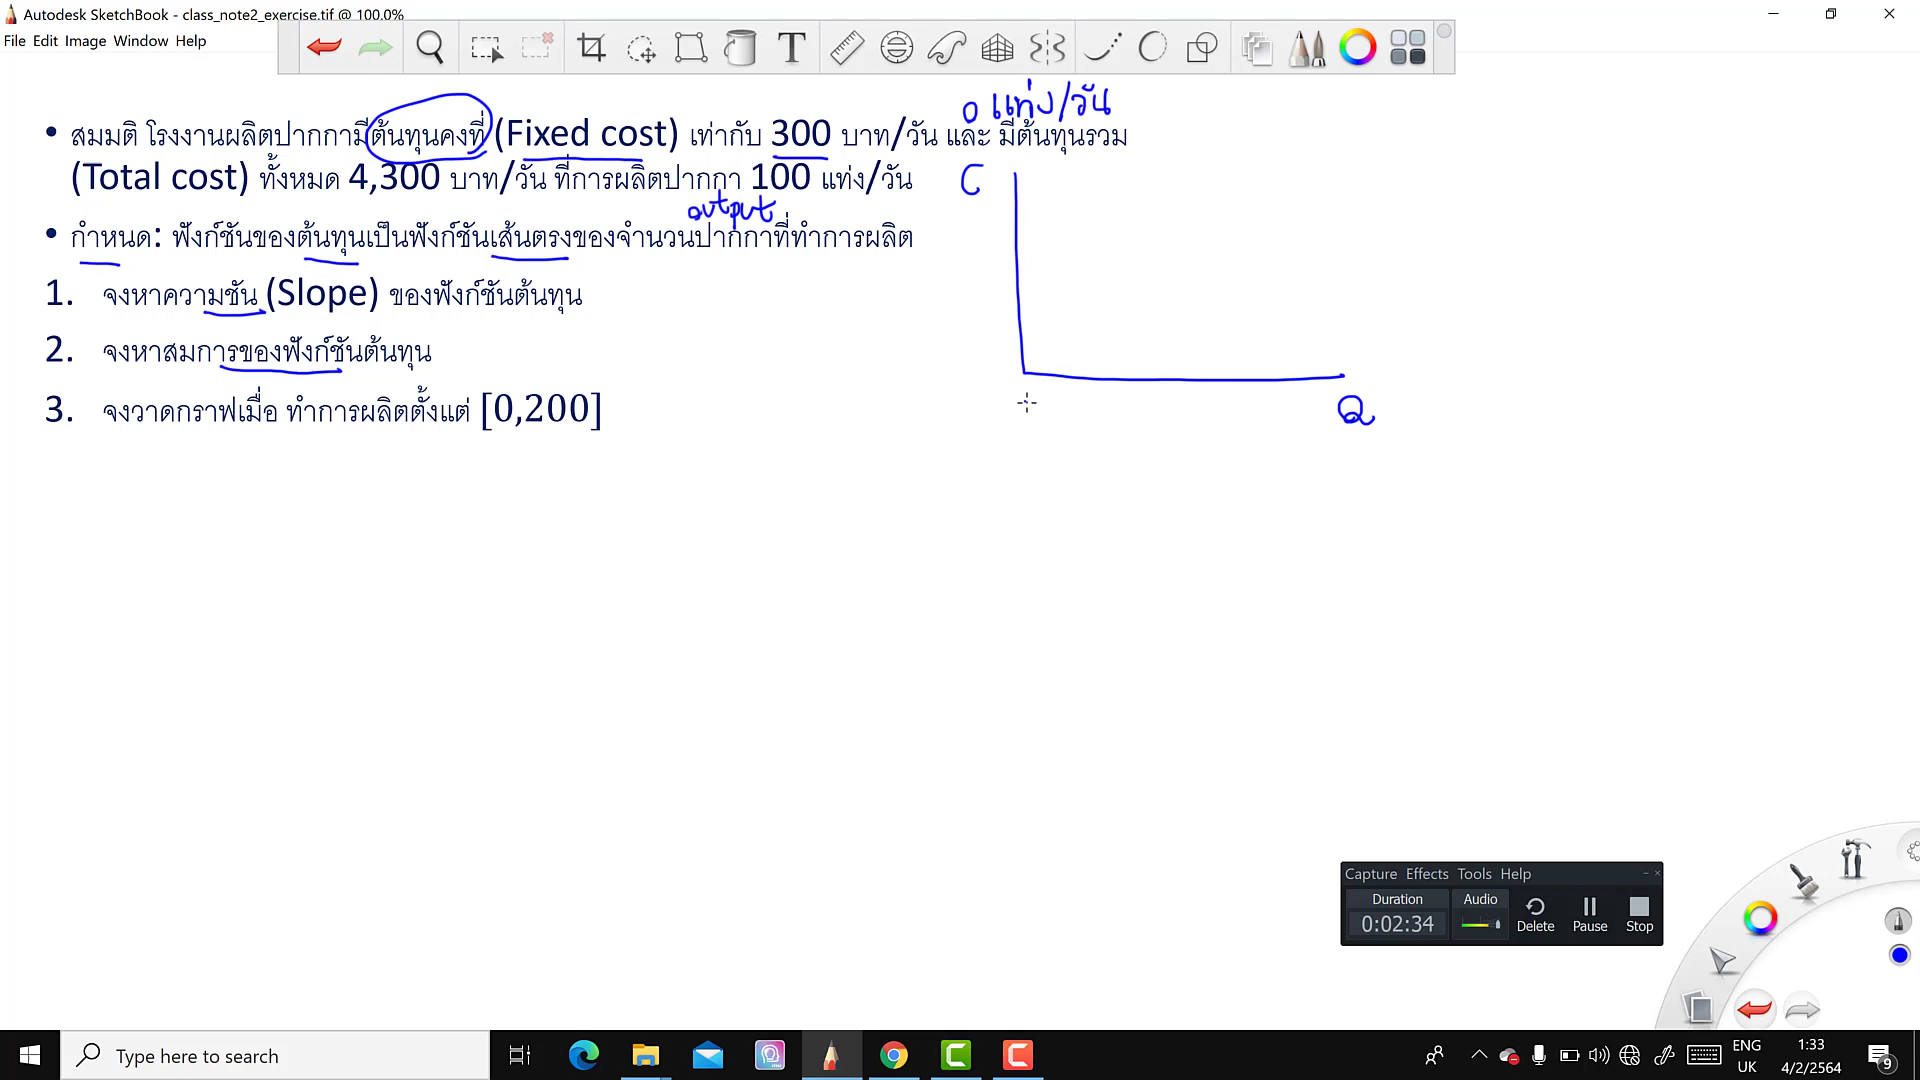 Autodesk SketchBook - class_note2_exercise.tif @ 100.0%
File Edit Image Window Help
0 แท่ง/วัน
• สมมติ โรงงานผลิตปากกามีต้นทุนคงที่ (Fixed cost) เท่ากับ 300 บาท/วัน และ มีต้นทุนรวม
(Total cost) ทั้งหมด 4,300 บาท/วัน ที่การผลิตปากกา 100 แท่ง/วัน
C
output
• กำหนด: ฟังก์ชันของต้นทุนเป็นฟังก์ชันเส้นตรงของจำนวนปากกาที่ทำการผลิต
1. จงหาความชัน (Slope) ของฟังก์ชันต้นทุน
2. จงหาสมการของฟังก์ชันต้นทุน
3. จงวาดกราฟเมื่อ ทำการผลิตตั้งแต่ [0,200]
Q
Capture Effects Tools Help
Duration Audio
0:02:34 Delete Pause Stop
Type here to search
ENG 1:33
UK 4/2/2564 9